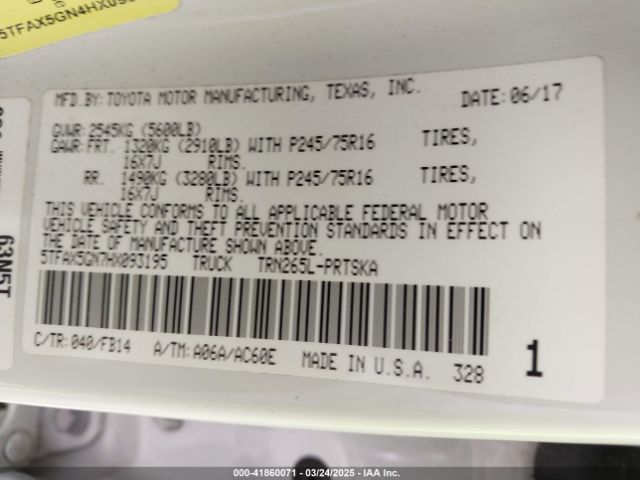 MFD.BY:TOYOTA MOTOR MANUFACTURING, TEXAS, INC. DATE:06/17
GVWR:2545KG (5600LB)
GAWR:FRT. 1320KG (2910LB) WITH P245/75R16 TIRES,
16X7J RIMS.
RR. 1490KG (3280LB) WITH P245/75R16 TIRES,
16X7J RIMS.
THIS VEHICLE CONFORMS TO ALL APPLICABLE FEDERAL MOTOR
VEHICLE SAFETY AND THEFT PREVENTION STANDARDS IN EFFECT ON
THE DATE OF MANUFACTURE SHOWN ABOVE.
5TFAX5GN7HX093195 TRUCK TRN265L-PRTSKA
C/TR:040/FB14 A/TM:A06A/AC60E MADE IN U.S.A. 328 1
63N5T
000-41860071 - 03/24/2025 - IAA Inc.